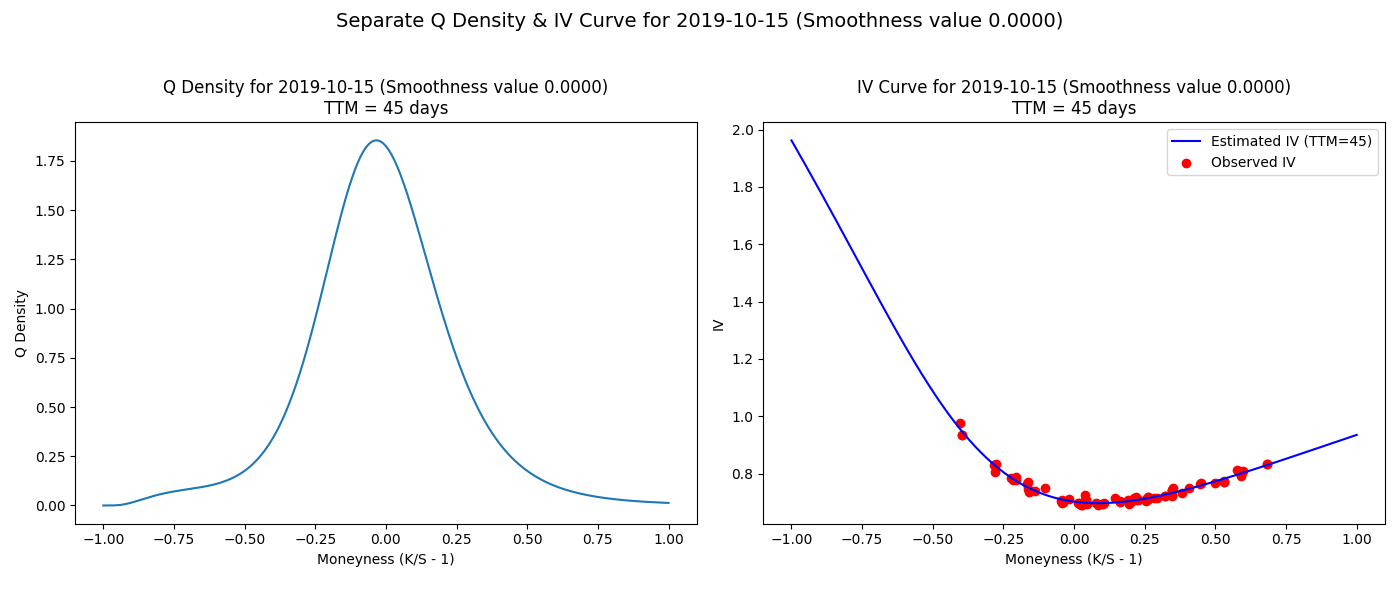 Separate Q Density & IV Curve for 2019-10-15 (Smoothness value 0.0000)
Q Density for 2019-10-15 (Smoothness value 0.0000)
TTM = 45 days
1.75
1.50
1.25
1.00
0.75
0.50
0.25
0.00
Q Density
−1.00 −0.75 −0.50 −0.25 0.00 0.25 0.50 0.75 1.00
Moneyness (K/S - 1)
IV Curve for 2019-10-15 (Smoothness value 0.0000)
TTM = 45 days
Estimated IV (TTM=45)
Observed IV
2.0
1.8
1.6
1.4
1.2
1.0
0.8
IV
−1.00 −0.75 −0.50 −0.25 0.00 0.25 0.50 0.75 1.00
Moneyness (K/S - 1)